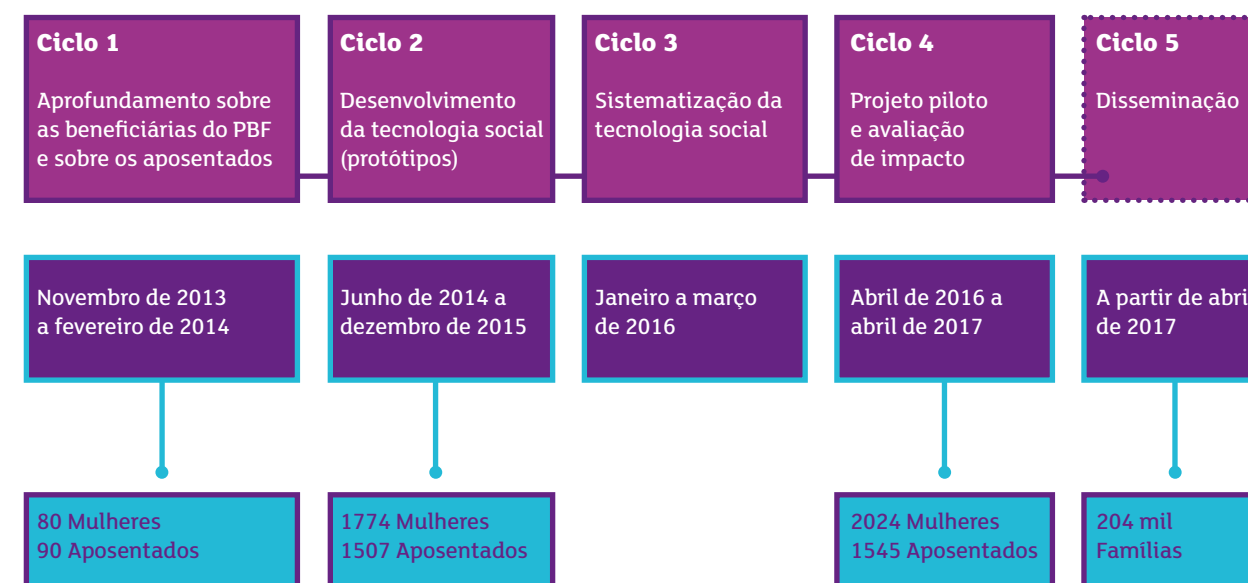 Ciclo 1
Aprofundamento sobre
as beneficiárias do PBF
e sobre os aposentados
Ciclo 2
Desenvolvimento
da tecnologia social
(protótipos)
Ciclo 3
Sistematização da
tecnologia social
Ciclo 4
Projeto piloto
e avaliação
de impacto
Ciclo 5
Disseminação
Novembro de 2013
a fevereiro de 2014
Junho de 2014 a
dezembro de 2015
Janeiro a março
de 2016
Abril de 2016 a
abril de 2017
A partir de abril
de 2017
80 Mulheres
90 Aposentados
1774 Mulheres
1507 Aposentados
2024 Mulheres
1545 Aposentados
204 mil
Famílias